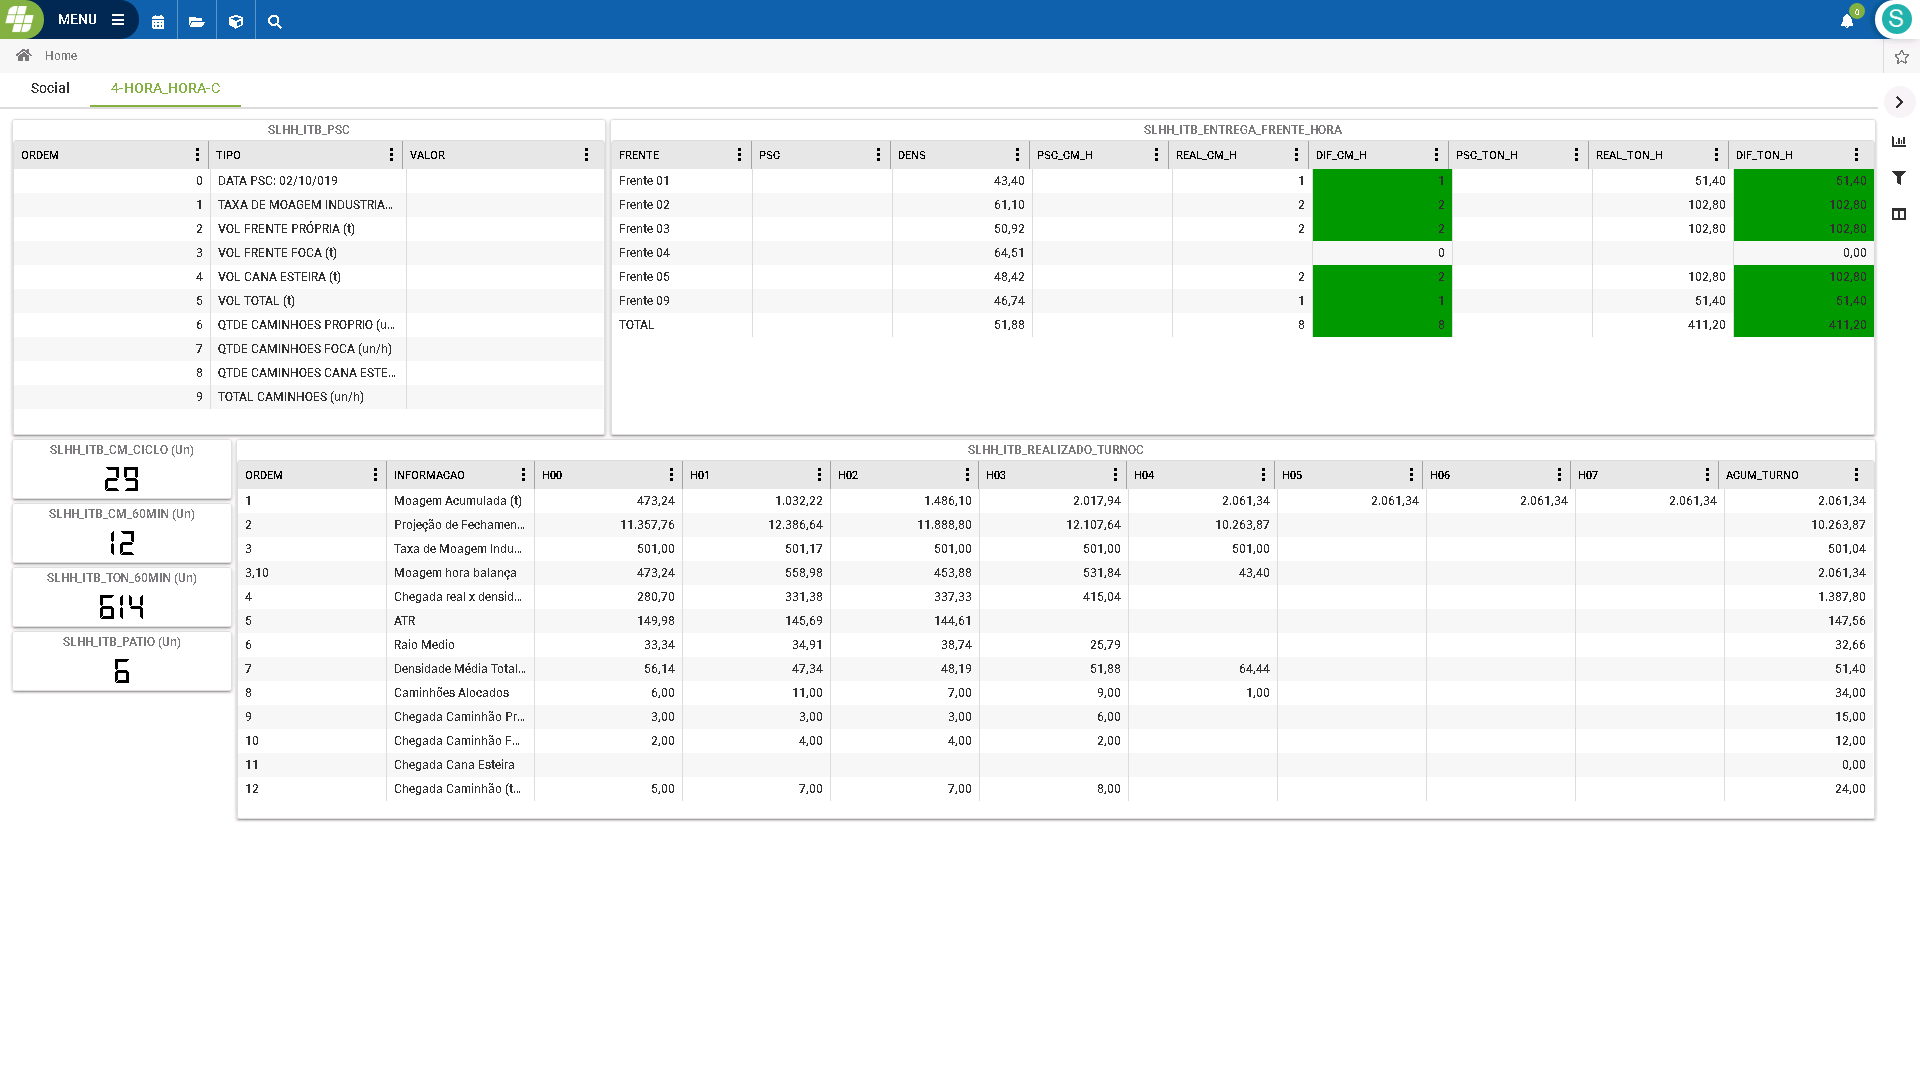 MENU
0
S
Home
Social 4-HORA_HORA-C
SLHH_ITB_PSC
ORDEM TIPO VALOR
0 DATA PSC: 02/10/019
1 TAXA DE MOAGEM INDUSTRIA...
2 VOL FRENTE PRÓPRIA (t)
3 VOL FRENTE FOCA (t)
4 VOL CANA ESTEIRA (t)
5 VOL TOTAL (t)
6 QTDE CAMINHOES PROPRIO (u...
7 QTDE CAMINHOES FOCA (un/h)
8 QTDE CAMINHOES CANA ESTE...
9 TOTAL CAMINHOES (un/h)
SLHH_ITB_ENTREGA_FRENTE_HORA
FRENTE PSC DENS PSC_CM_H REAL_CM_H DIF_CM_H PSC_TON_H REAL_TON_H DIF_TON_H
Frente 01 43,40 1 1 51,40 51,40
Frente 02 61,10 2 2 102,80 102,80
Frente 03 50,92 2 2 102,80 102,80
Frente 04 64,51 0 0,00
Frente 05 48,42 2 2 102,80 102,80
Frente 09 46,74 1 1 51,40 51,40
TOTAL 51,88 8 8 411,20 411,20
SLHH_ITB_CM_CICLO (Un)
29
SLHH_ITB_CM_60MIN (Un)
12
SLHH_ITB_TON_60MIN (Un)
614
SLHH_ITB_PATIO (Un)
6
SLHH_ITB_REALIZADO_TURNOC
ORDEM INFORMACAO H00 H01 H02 H03 H04 H05 H06 H07 ACUM_TURNO
1 Moagem Acumulada (t) 473,24 1.032,22 1.486,10 2.017,94 2.061,34 2.061,34 2.061,34 2.061,34 2.061,34
2 Projeção de Fechamen... 11.357,76 12.386,64 11.888,80 12.107,64 10.263,87 10.263,87
3 Taxa de Moagem Indu... 501,00 501,17 501,00 501,00 501,00 501,04
3,10 Moagem hora balança 473,24 558,98 453,88 531,84 43,40 2.061,34
4 Chegada real x densid... 280,70 331,38 337,33 415,04 1.387,80
5 ATR 149,98 145,69 144,61 147,56
6 Raio Medio 33,34 34,91 38,74 25,79 32,66
7 Densidade Média Total... 56,14 47,34 48,19 51,88 64,44 51,40
8 Caminhões Alocados 6,00 11,00 7,00 9,00 1,00 34,00
9 Chegada Caminhão Pr... 3,00 3,00 3,00 6,00 15,00
10 Chegada Caminhão F... 2,00 4,00 4,00 2,00 12,00
11 Chegada Cana Esteira 0,00
12 Chegada Caminhão (t... 5,00 7,00 7,00 8,00 24,00